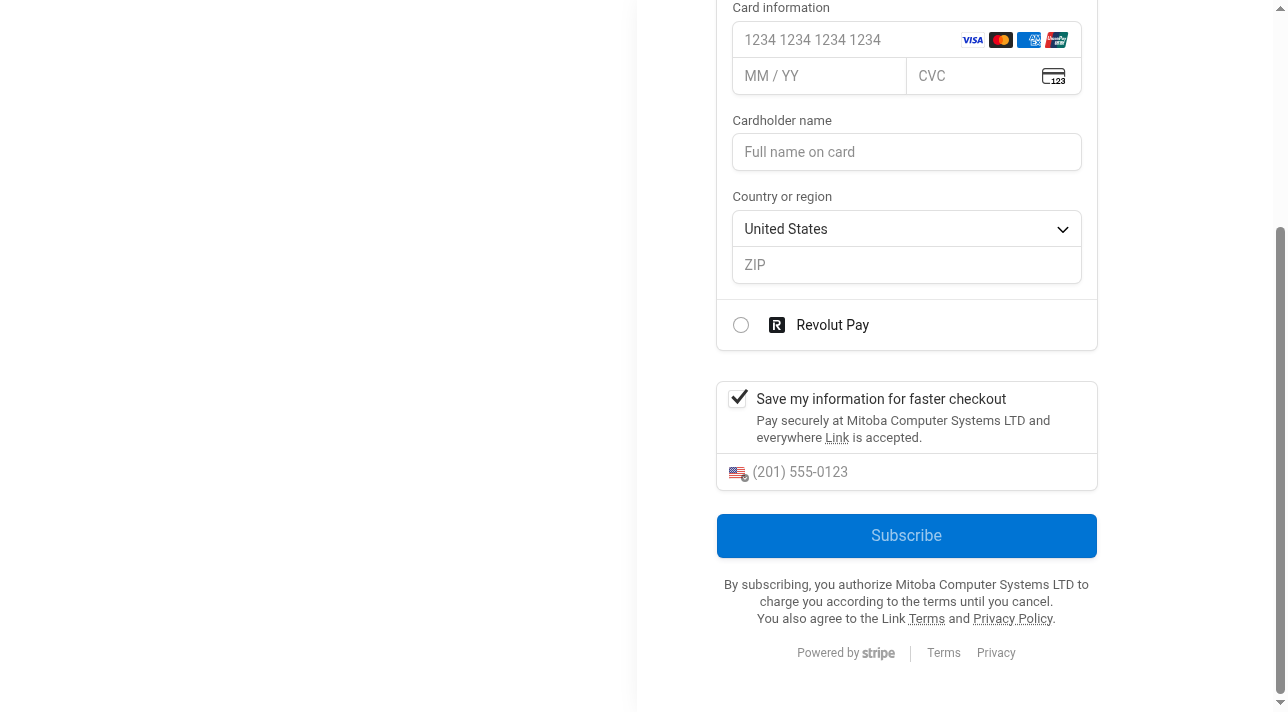 Card information
1234 1234 1234 1234 VISA AMEX UnionPay
MM / YY CVC 123
Cardholder name
Full name on card
Country or region
United States
ZIP
R Revolut Pay
Save my information for faster checkout
Pay securely at Mitoba Computer Systems LTD and
everywhere Link is accepted.
(201) 555-0123
Subscribe
By subscribing, you authorize Mitoba Computer Systems LTD to
charge you according to the terms until you cancel.
You also agree to the Link Terms and Privacy Policy.
Powered by stripe Terms Privacy